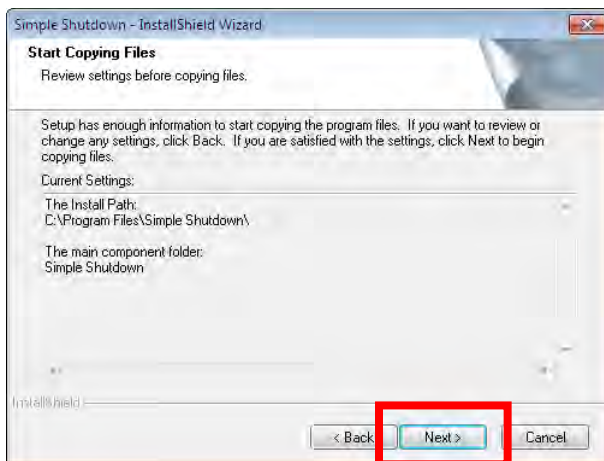 Simple Shutdown - InstallShield Wizard
Start Copying Files
Review settings before copying files.
Setup has enough information to start copying the program files. If you want to review or
change any settings, click Back. If you are satisfied with the settings, click Next to begin
copying files.
Current Settings:
The Install Path:
C:\Program Files\Simple Shutdown\
The main component folder:
Simple Shutdown
InstallShield
< Back Next > Cancel